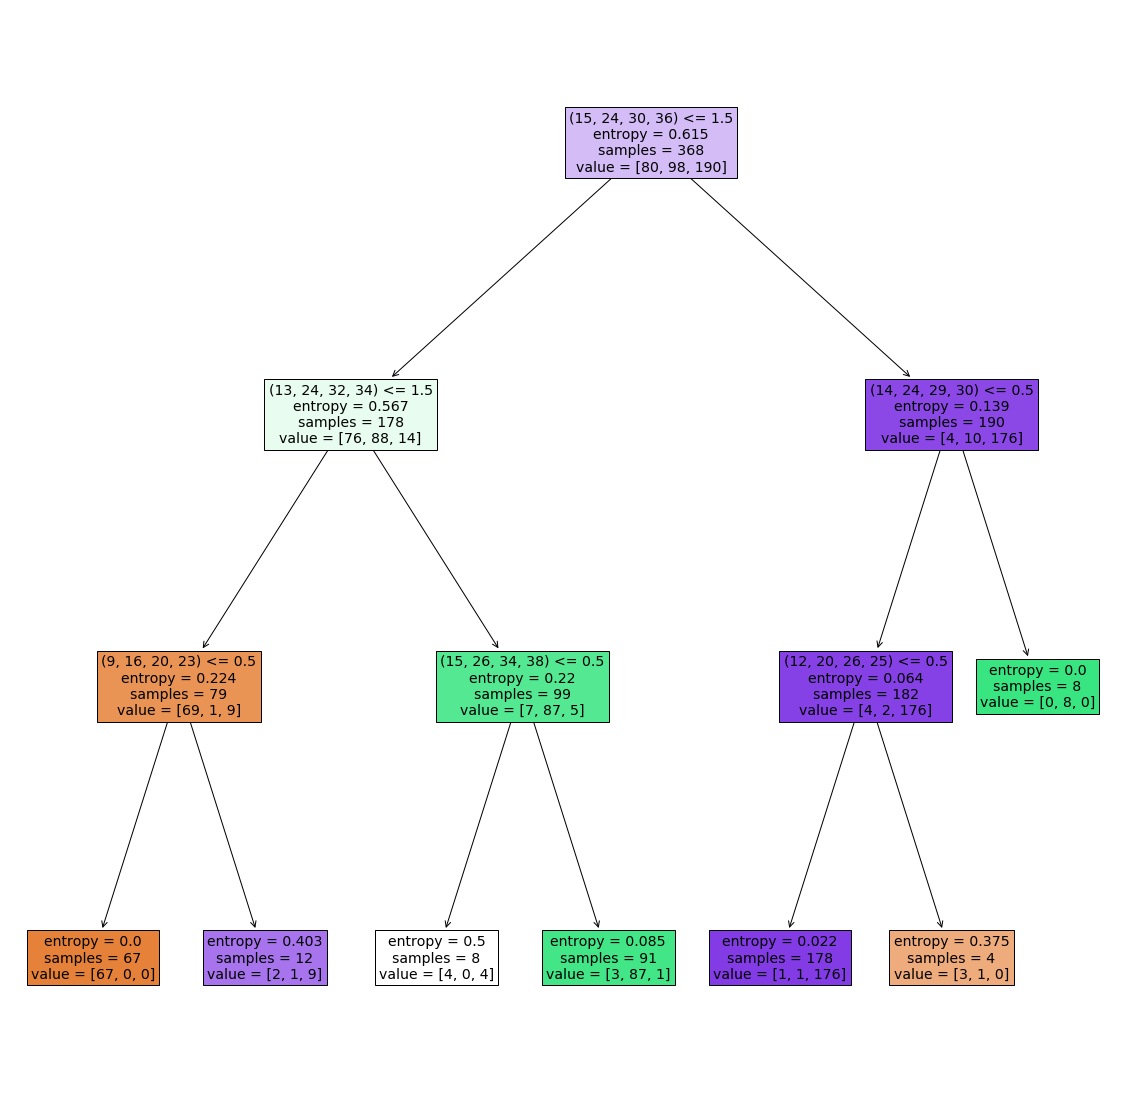 (15, 24, 30, 36) <= 1.5
entropy = 0.615
samples = 368
value = [80, 98, 190]
(13, 24, 32, 34) <= 1.5
entropy = 0.567
samples = 178
value = [76, 88, 14]
(14, 24, 29, 30) <= 0.5
entropy = 0.139
samples = 190
value = [4, 10, 176]
(9, 16, 20, 23) <= 0.5
entropy = 0.224
samples = 79
value = [69, 1, 9]
(15, 26, 34, 38) <= 0.5
entropy = 0.22
samples = 99
value = [7, 87, 5]
(12, 20, 26, 25) <= 0.5
entropy = 0.064
samples = 182
value = [4, 2, 176]
entropy = 0.0
samples = 8
value = [0, 8, 0]
entropy = 0.0
samples = 67
value = [67, 0, 0]
entropy = 0.403
samples = 12
value = [2, 1, 9]
entropy = 0.5
samples = 8
value = [4, 0, 4]
entropy = 0.085
samples = 91
value = [3, 87, 1]
entropy = 0.022
samples = 178
value = [1, 1, 176]
entropy = 0.375
samples = 4
value = [3, 1, 0]